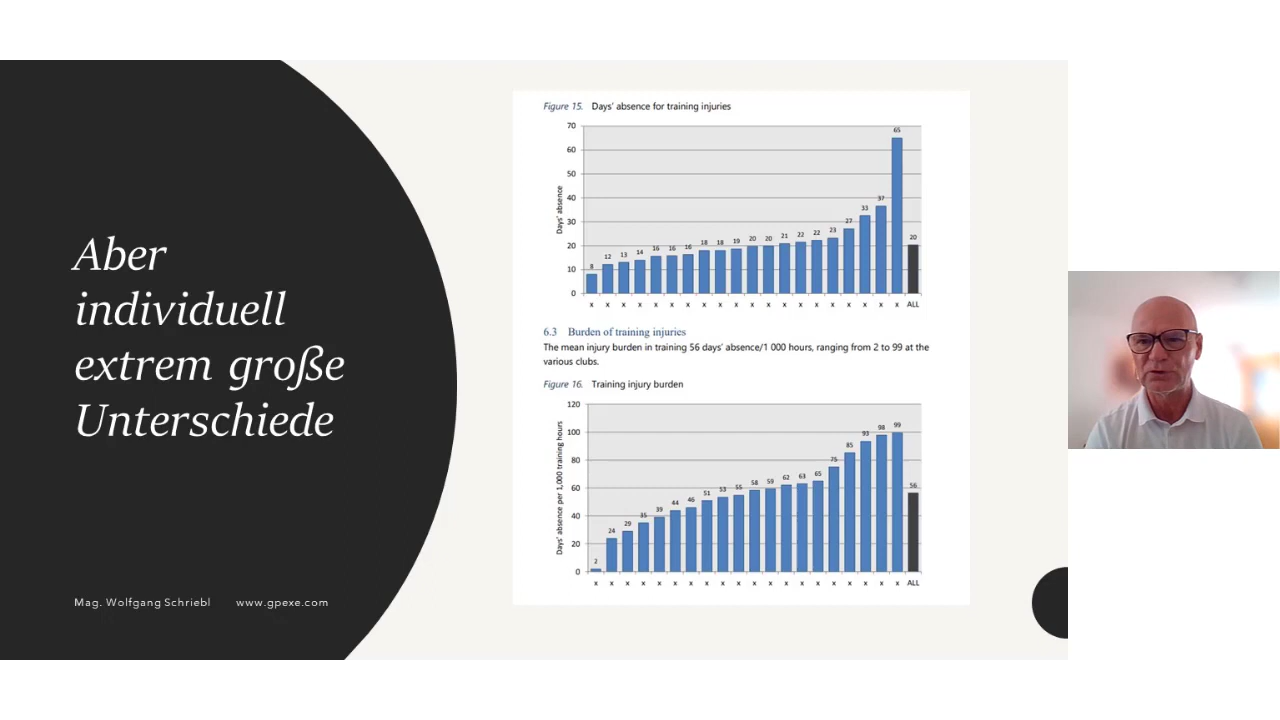 Aber
individuell
extrem große
Unterschiede
Mag. Wolfgang Schriebl www.gpexe.com
Figure 15. Days' absence for training injuries
Days' absence
70
60
50
40
30
20
10
0
8 12 13 14 16 16 16 18 18 19 20 20 21 22 22 23 27 33 37 65 20
x x x x x x x x x x x x x x x x x x x x ALL
6.3 Burden of training injuries
The mean injury burden in training 56 days' absence/1 000 hours, ranging from 2 to 99 at the
various clubs.
Figure 16. Training injury burden
Days' absence per 1,000 training hours
120
100
80
60
40
20
0
2 24 29 35 39 44 46 51 53 55 58 59 62 63 65 75 85 93 98 99 56
x x x x x x x x x x x x x x x x x x x x ALL